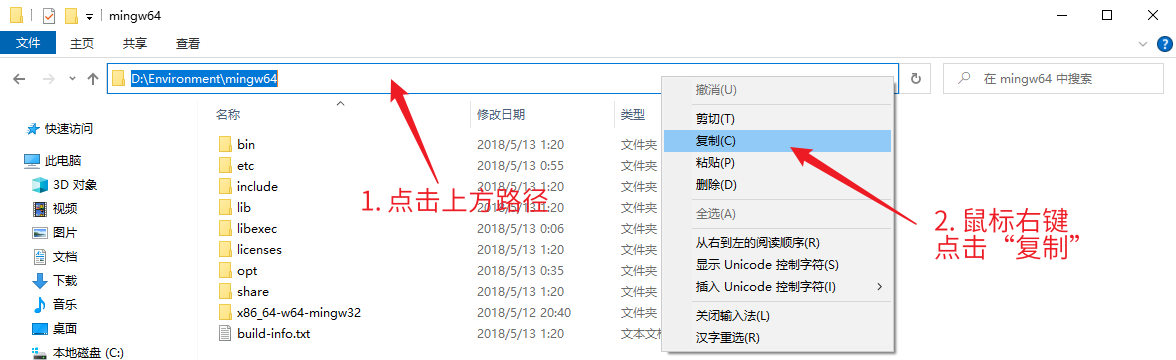 mingw64
文件 主页 共享 查看
D:\Environment\mingw64
在 mingw64 中搜索
快速访问
此电脑
3D 对象
视频
图片
文档
下载
音乐
桌面
本地磁盘 (C:)
名称 修改日期 类型
bin 2018/5/13 1:20 文件夹
etc 2018/5/13 0:55 文件夹
include 2018/5/13 1:20 文件夹
lib 2018/5/13 1:20 文件夹
libexec 2018/5/13 0:06 文件夹
licenses 2018/5/13 1:20 文件夹
opt 2018/5/13 0:35 文件夹
share 2018/5/13 1:20 文件夹
x86_64-w64-mingw32 2018/5/12 20:40 文件夹
build-info.txt 2018/5/13 1:20 文本文档
撤消(U)
剪切(T)
复制(C)
粘贴(P)
删除(D)
全选(A)
从右到左的阅读顺序(R)
显示 Unicode 控制字符(S)
插入 Unicode 控制字符(I)
关闭输入法(L)
汉字重选(R)
1. 点击上方路径
2. 鼠标右键
点击“复制”